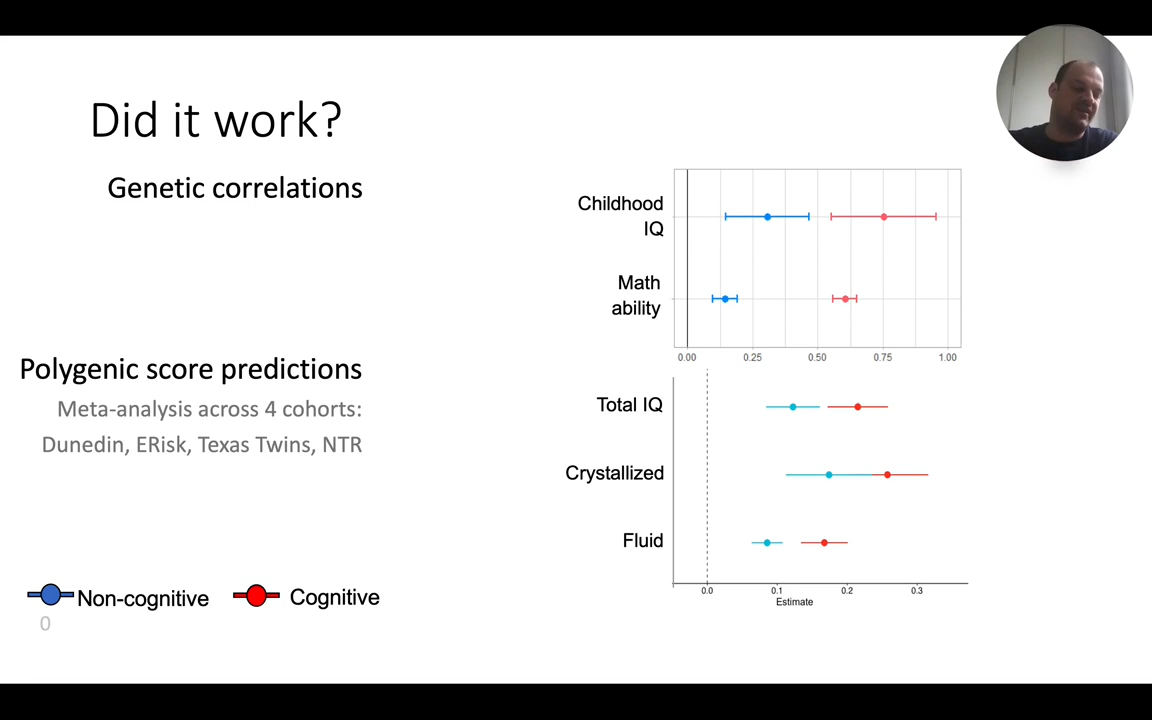 Did it work?
Genetic correlations
Childhood
IQ
Math
ability
0.00 0.25 0.50 0.75 1.00
Polygenic score predictions
Meta-analysis across 4 cohorts:
Dunedin, ERisk, Texas Twins, NTR
Total IQ
Crystallized
Fluid
0.0 0.1 0.2 0.3
Estimate
Non-cognitive Cognitive
0